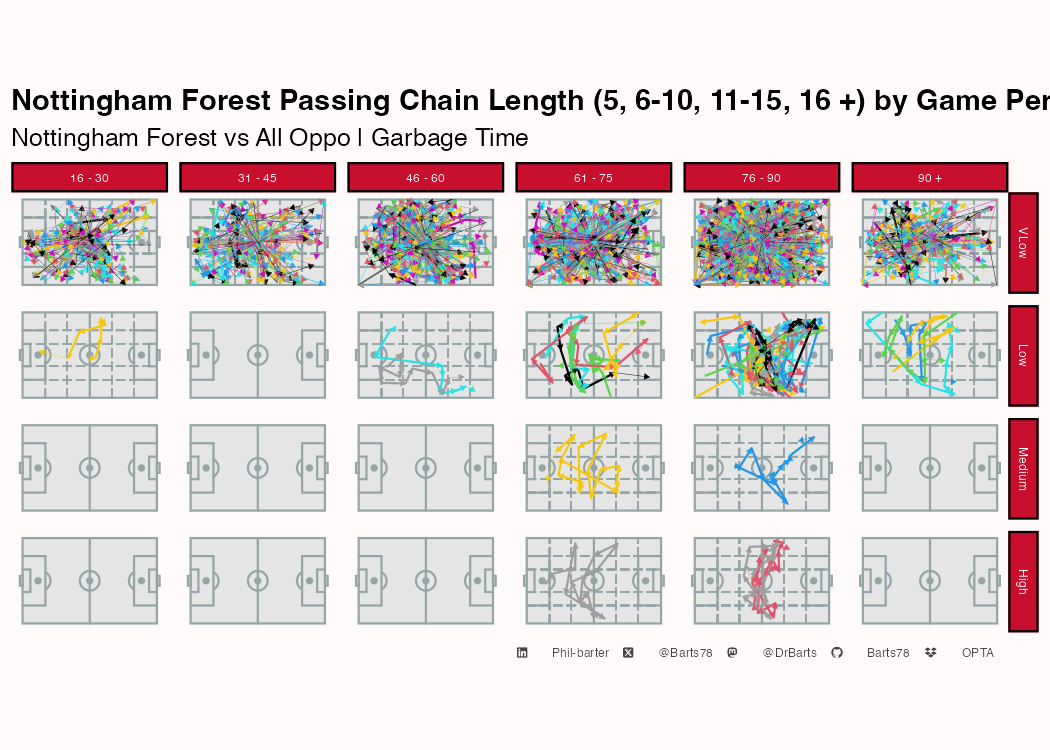 Nottingham Forest Passing Chain Length (5, 6-10, 11-15, 16 +) by Game Per
Nottingham Forest vs All Oppo | Garbage Time
16 - 30 31 - 45 46 - 60 61 - 75 76 - 90 90 +
VLow
Low
Medium
High
Phil-barter @Barts78 @DrBarts Barts78 OPTA